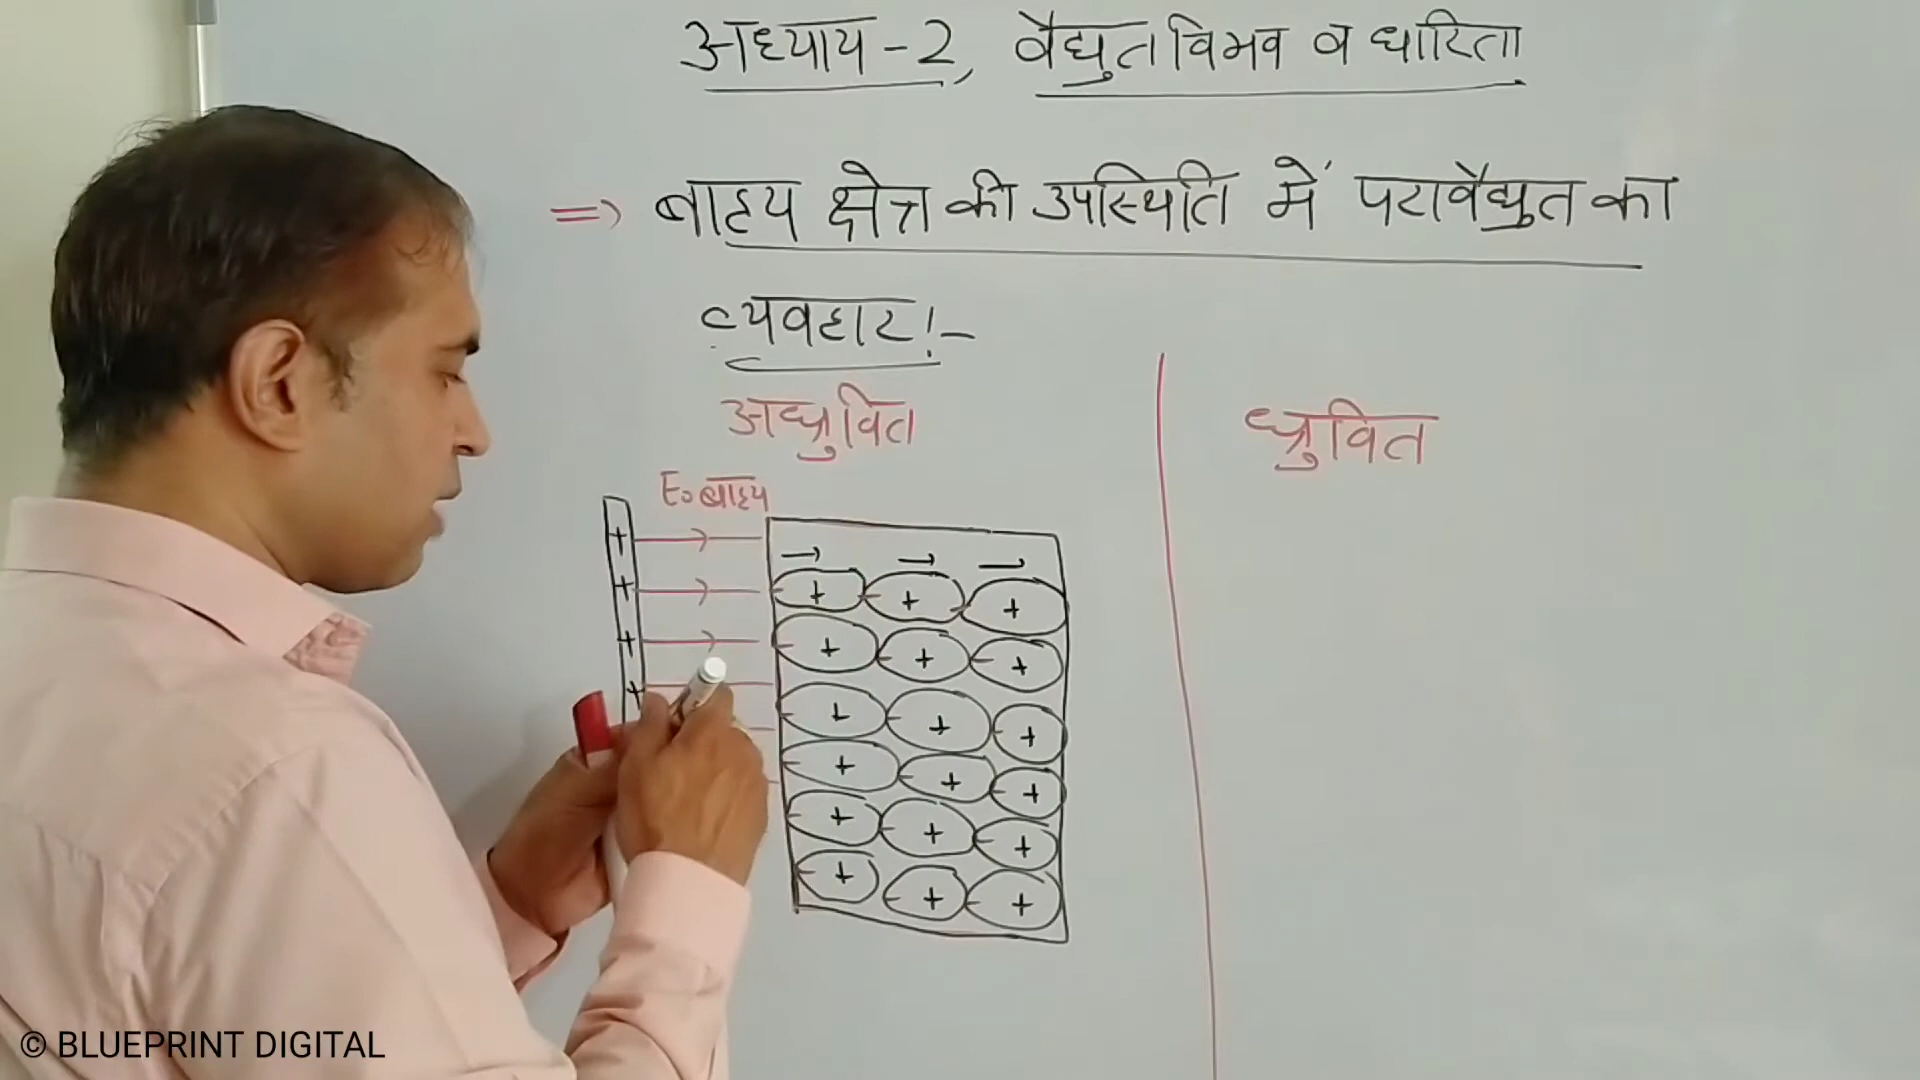 अध्याय - 2, वैद्युत विभव व धारिता
=> बाह्य क्षेत्र की उपस्थिति में परावैद्युत का
व्यवहार :-
अध्रुवित
ध्रुवित
E₀ बाह्य
+
+
+
+
→ → →
- + - + - +
- + - + - +
- + - + - +
- + - + - +
- + - + - +
- + - + - +
© BLUEPRINT DIGITAL